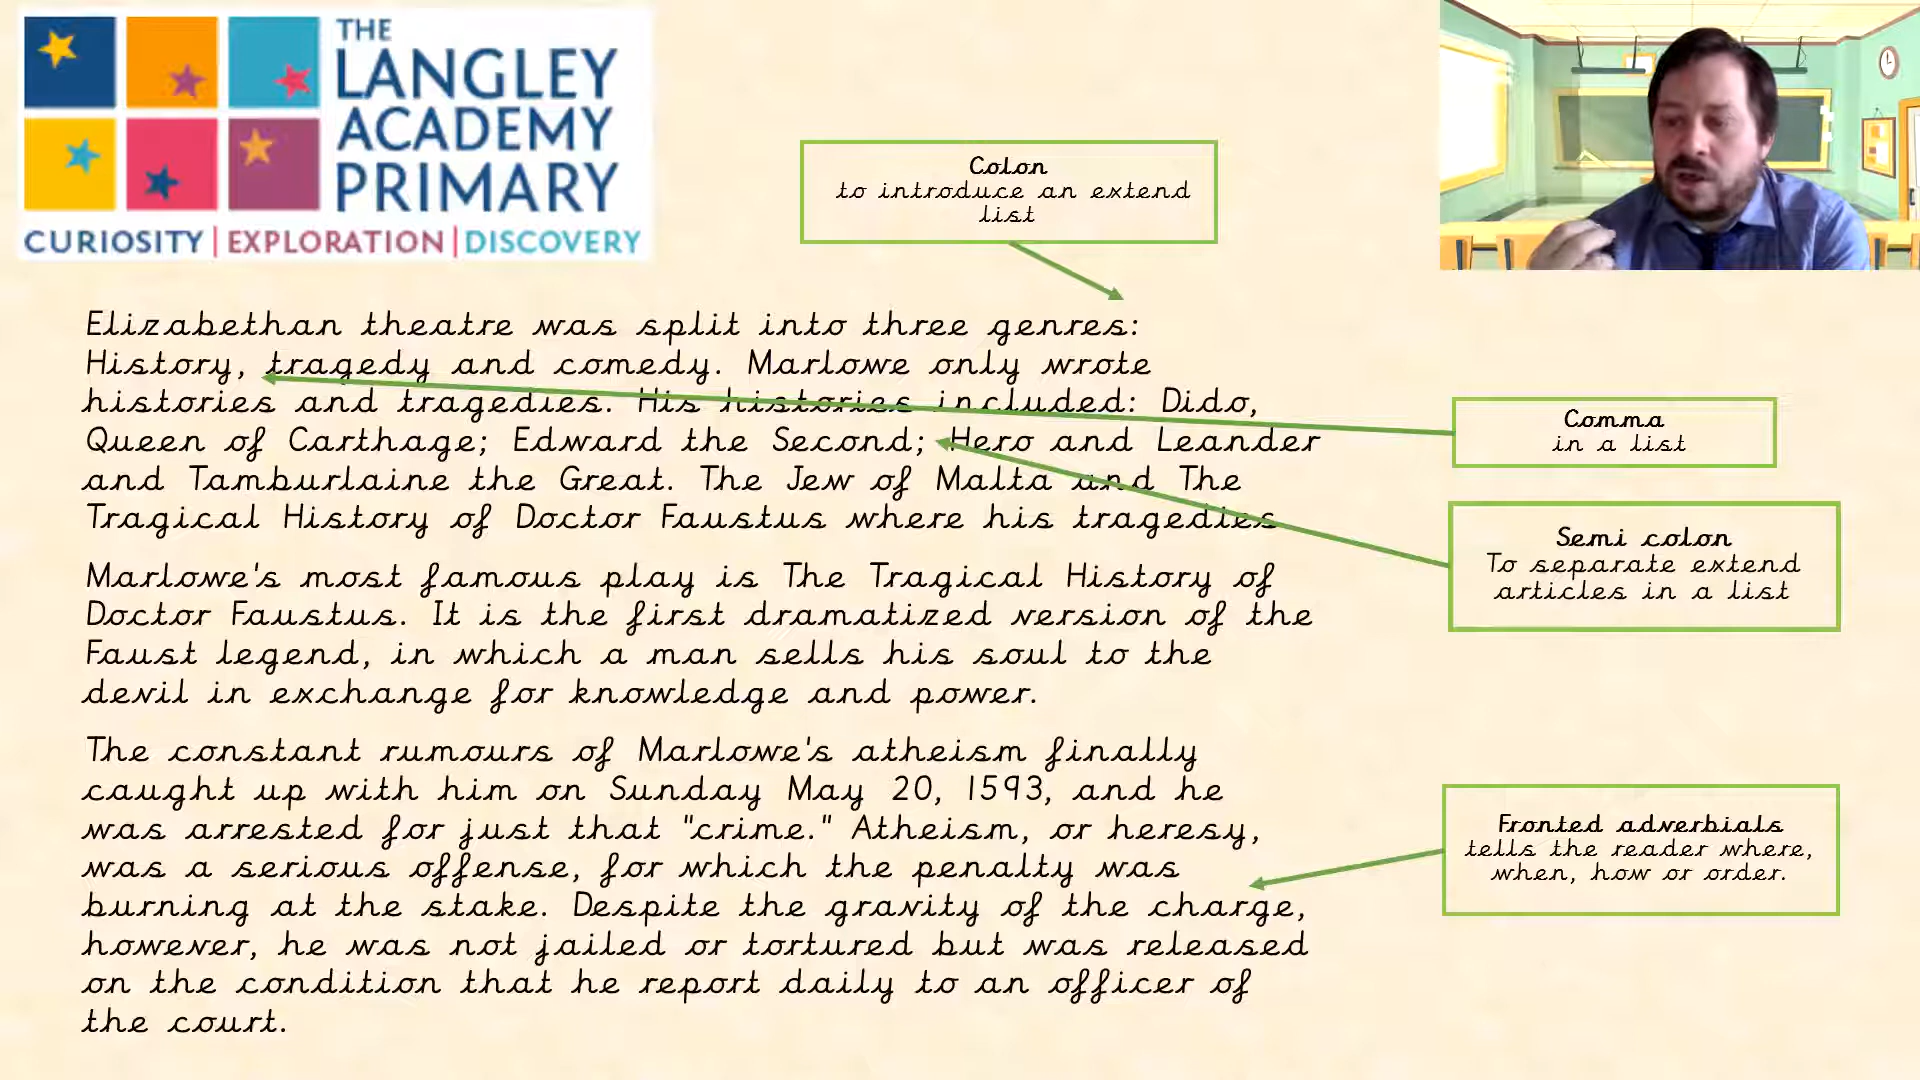 THE
LANGLEY
ACADEMY
PRIMARY
CURIOSITY | EXPLORATION | DISCOVERY
Colon
to introduce an extend
list
Elizabethan theatre was split into three genres:
History, tragedy and comedy. Marlowe only wrote
histories and tragedies. His histories included: Dido,
Queen of Carthage; Edward the Second; Hero and Leander
and Tamburlaine the Great. The Jew of Malta and The
Tragical History of Doctor Faustus where his tragedies
Marlowe's most famous play is The Tragical History of
Doctor Faustus. It is the first dramatized version of the
Faust legend, in which a man sells his soul to the
devil in exchange for knowledge and power.
The constant rumours of Marlowe's atheism finally
caught up with him on Sunday May 20, 1593, and he
was arrested for just that "crime." Atheism, or heresy,
was a serious offense, for which the penalty was
burning at the stake. Despite the gravity of the charge,
however, he was not jailed or tortured but was released
on the condition that he report daily to an officer of
the court.
Comma
in a list
Semi colon
To separate extend
articles in a list
Fronted adverbials
tells the reader where,
when, how or order.